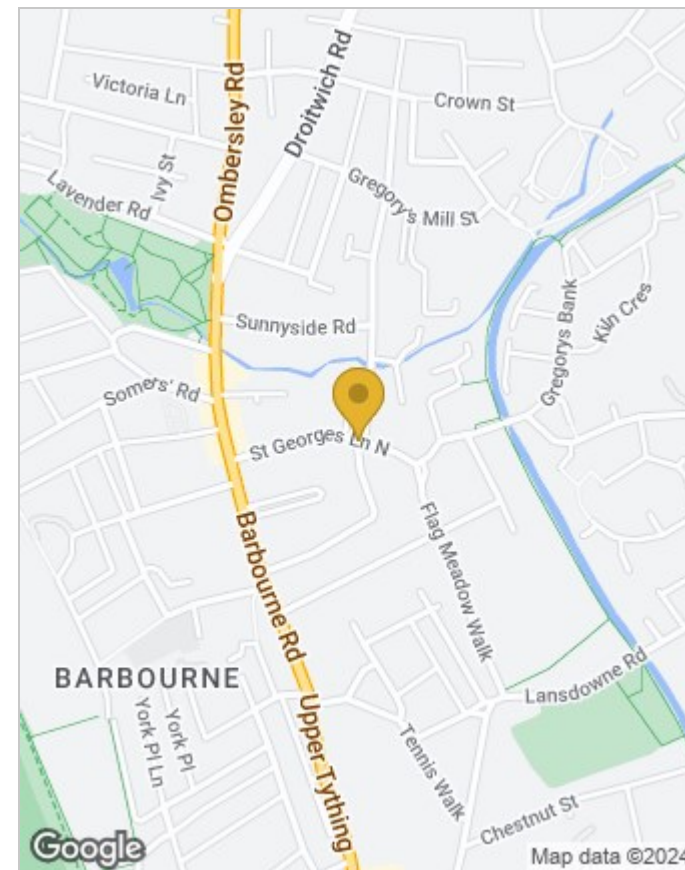 Victoria Ln
Ombersley Rd
Droitwich Rd
Crown St
Ivy St
Lavender Rd
Gregory's Mill St
Sunnyside Rd
Gregorys Bank
Kiln Cres
Somers' Rd
St Georges Ln N
Flag Meadow Walk
Barbourne Rd
BARBOURNE
Lansdowne Rd
York Pl
York Pl Ln
Upper Tything
Tennis Walk
Chestnut St
Google
Map data ©2024